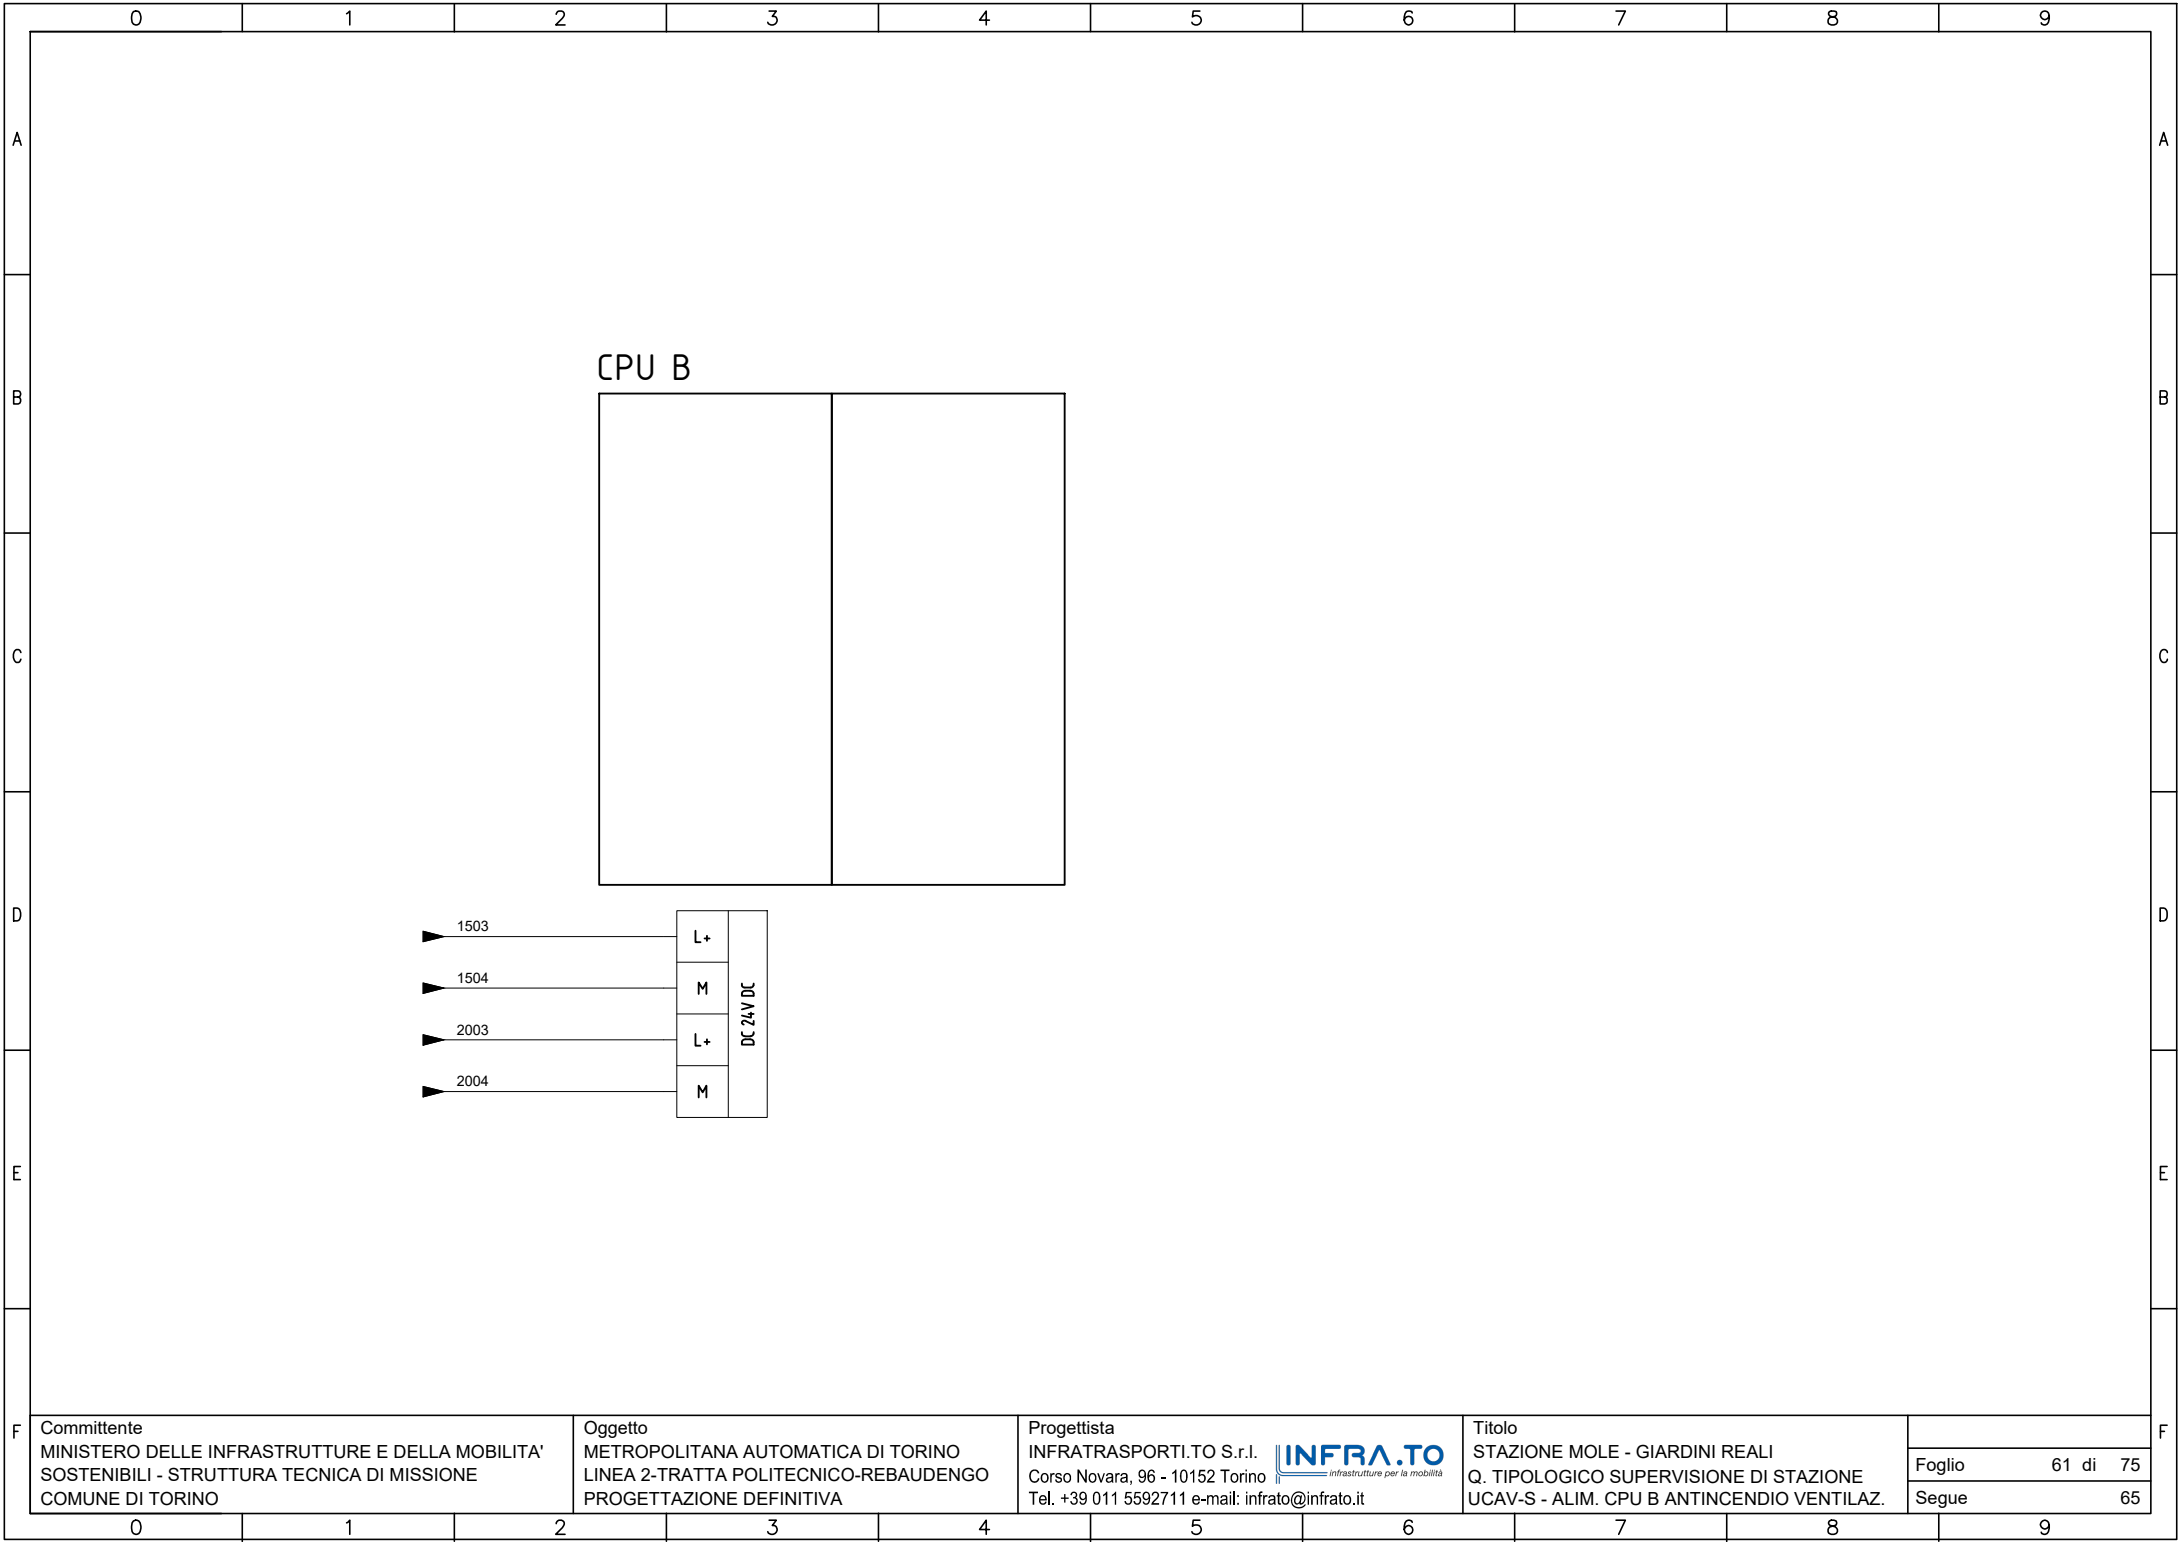 0 1 2 3 4 5 6 7 8 9
A A
CPU B
B B
C C
D D
1503 L+
1504 M
DC 24V DC
2003 L+
2004 M
E E
F F
Committente
MINISTERO DELLE INFRASTRUTTURE E DELLA MOBILITA'
SOSTENIBILI - STRUTTURA TECNICA DI MISSIONE
COMUNE DI TORINO
Oggetto
METROPOLITANA AUTOMATICA DI TORINO
LINEA 2-TRATTA POLITECNICO-REBAUDENGO
PROGETTAZIONE DEFINITIVA
Progettista
INFRATRASPORTI.TO S.r.l.
Corso Novara, 96 - 10152 Torino
Tel. +39 011 5592711 e-mail: infrato@infrato.it
INFRA.TO
infrastrutture per la mobilità
Titolo
STAZIONE MOLE - GIARDINI REALI
Q. TIPOLOGICO SUPERVISIONE DI STAZIONE
UCAV-S - ALIM. CPU B ANTINCENDIO VENTILAZ.
Foglio 61 di 75
Segue 65
0 1 2 3 4 5 6 7 8 9